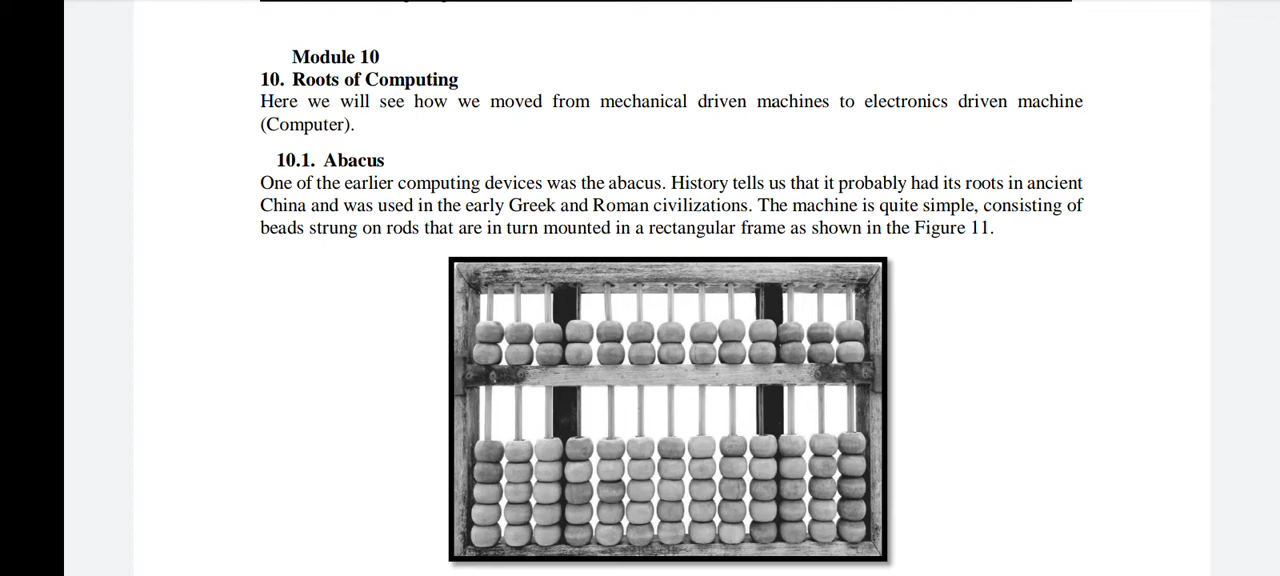 Module 10
10. Roots of Computing
Here we will see how we moved from mechanical driven machines to electronics driven machine
(Computer).
10.1. Abacus
One of the earlier computing devices was the abacus. History tells us that it probably had its roots in ancient
China and was used in the early Greek and Roman civilizations. The machine is quite simple, consisting of
beads strung on rods that are in turn mounted in a rectangular frame as shown in the Figure 11.